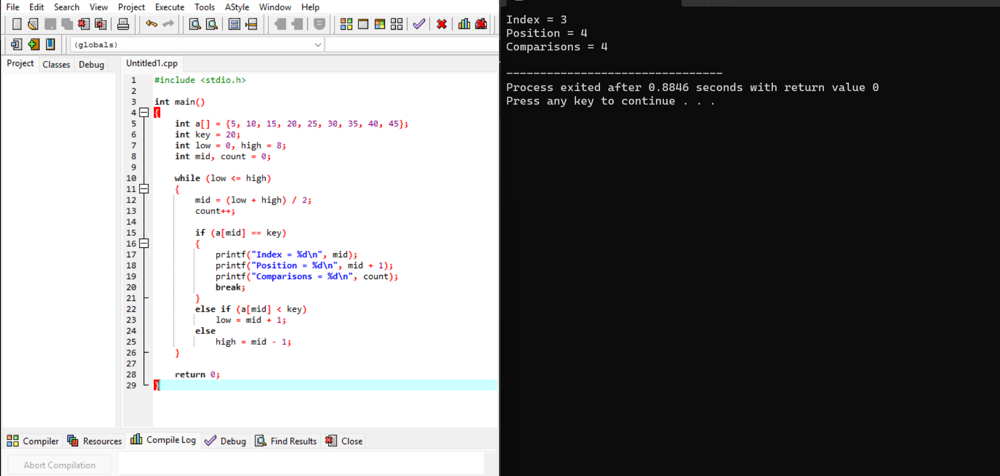 File Edit Search View Project Execute Tools AStyle Window Help
(globals)
Project Classes Debug
Untitled1.cpp
1 #include <stdio.h>
2
3 int main()
4 {
5 int a[] = {5, 10, 15, 20, 25, 30, 35, 40, 45};
6 int key = 20;
7 int low = 0, high = 8;
8 int mid, count = 0;
9
10 while (low <= high)
11 {
12 mid = (low + high) / 2;
13 count++;
14
15 if (a[mid] == key)
16 {
17 printf("Index = %d\n", mid);
18 printf("Position = %d\n", mid + 1);
19 printf("Comparisons = %d\n", count);
20 break;
21 }
22 else if (a[mid] < key)
23 low = mid + 1;
24 else
25 high = mid - 1;
26 }
27
28 return 0;
29 }
Compiler Resources Compile Log Debug Find Results Close
Abort Compilation
Index = 3
Position = 4
Comparisons = 4
--------------------------------
Process exited after 0.8846 seconds with return value 0
Press any key to continue . . .